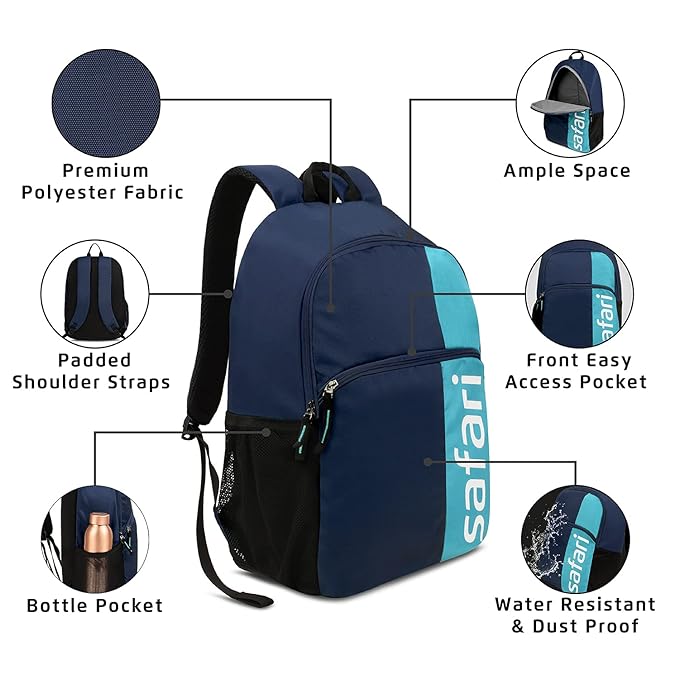 Premium
Polyester Fabric
safari
Ample Space
Padded
Shoulder Straps
safari
Front Easy
Access Pocket
safari
Bottle Pocket
safari
Water Resistant
& Dust Proof